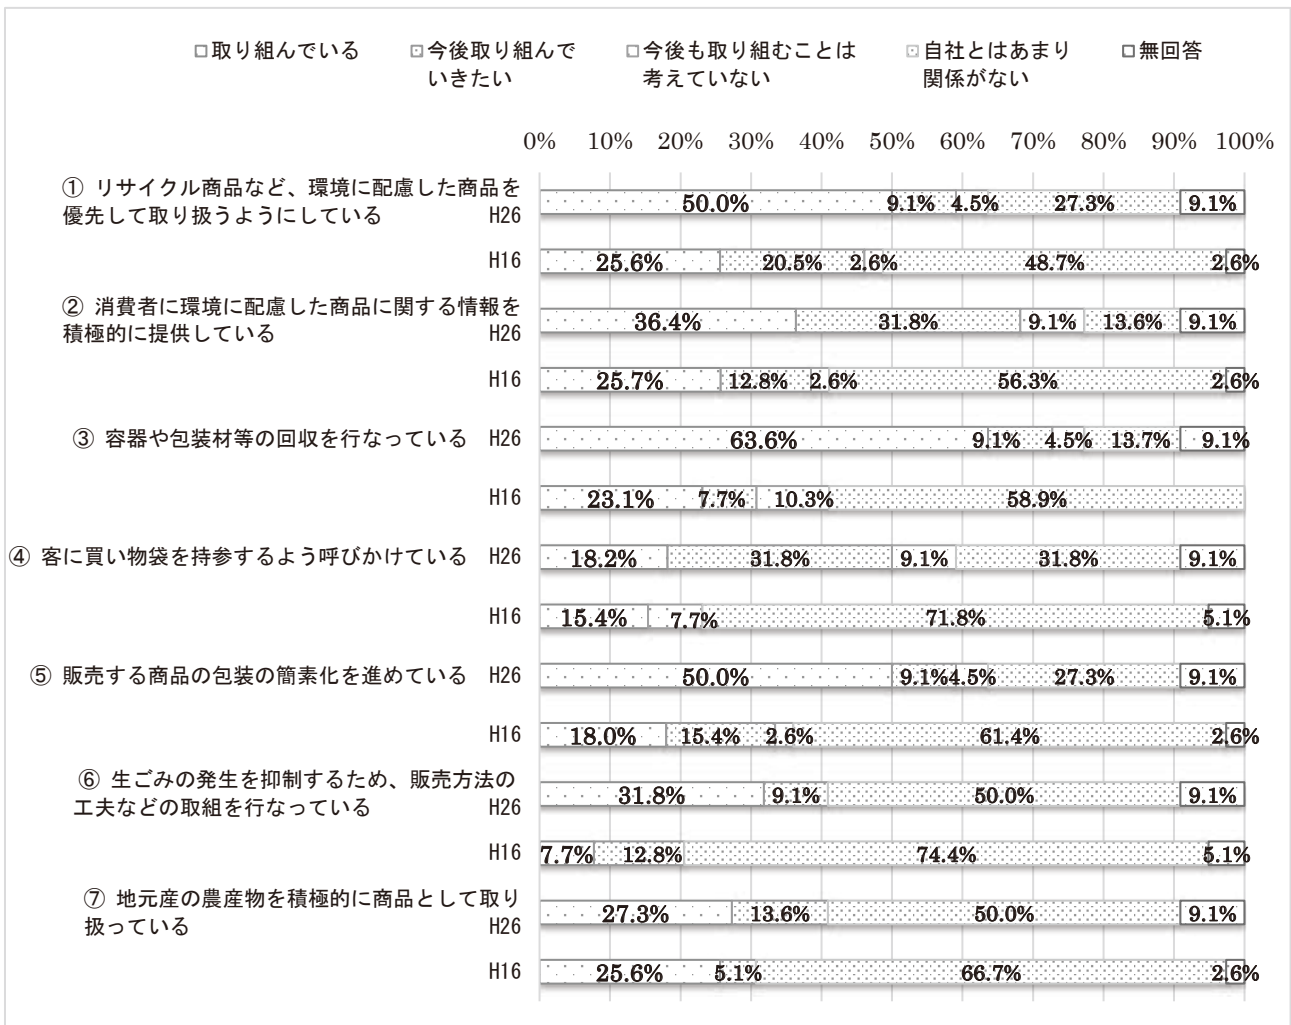 取り組んでいる 今後取り組んで 今後も取り組むことは 自社とはあまり 無回答
いきたい 考えていない 関係がない
0% 10% 20% 30% 40% 50% 60% 70% 80% 90% 100%
① リサイクル商品など、環境に配慮した商品を
優先して取り扱うようにしている H26 50.0% 9.1% 4.5% 27.3% 9.1%
H16 25.6% 20.5% 2.6% 48.7% 2.6%
② 消費者に環境に配慮した商品に関する情報を
積極的に提供している H26 36.4% 31.8% 9.1% 13.6% 9.1%
H16 25.7% 12.8% 2.6% 56.3% 2.6%
③ 容器や包装材等の回収を行なっている H26 63.6% 9.1% 4.5% 13.7% 9.1%
H16 23.1% 7.7% 10.3% 58.9%
④ 客に買い物袋を持参するよう呼びかけている H26 18.2% 31.8% 9.1% 31.8% 9.1%
H16 15.4% 7.7% 71.8% 5.1%
⑤ 販売する商品の包装の簡素化を進めている H26 50.0% 9.1% 4.5% 27.3% 9.1%
H16 18.0% 15.4% 2.6% 61.4% 2.6%
⑥ 生ごみの発生を抑制するため、販売方法の
工夫などの取組を行なっている H26 31.8% 9.1% 50.0% 9.1%
H16 7.7% 12.8% 74.4% 5.1%
⑦ 地元産の農産物を積極的に商品として取り
扱っている H26 27.3% 13.6% 50.0% 9.1%
H16 25.6% 5.1% 66.7% 2.6%